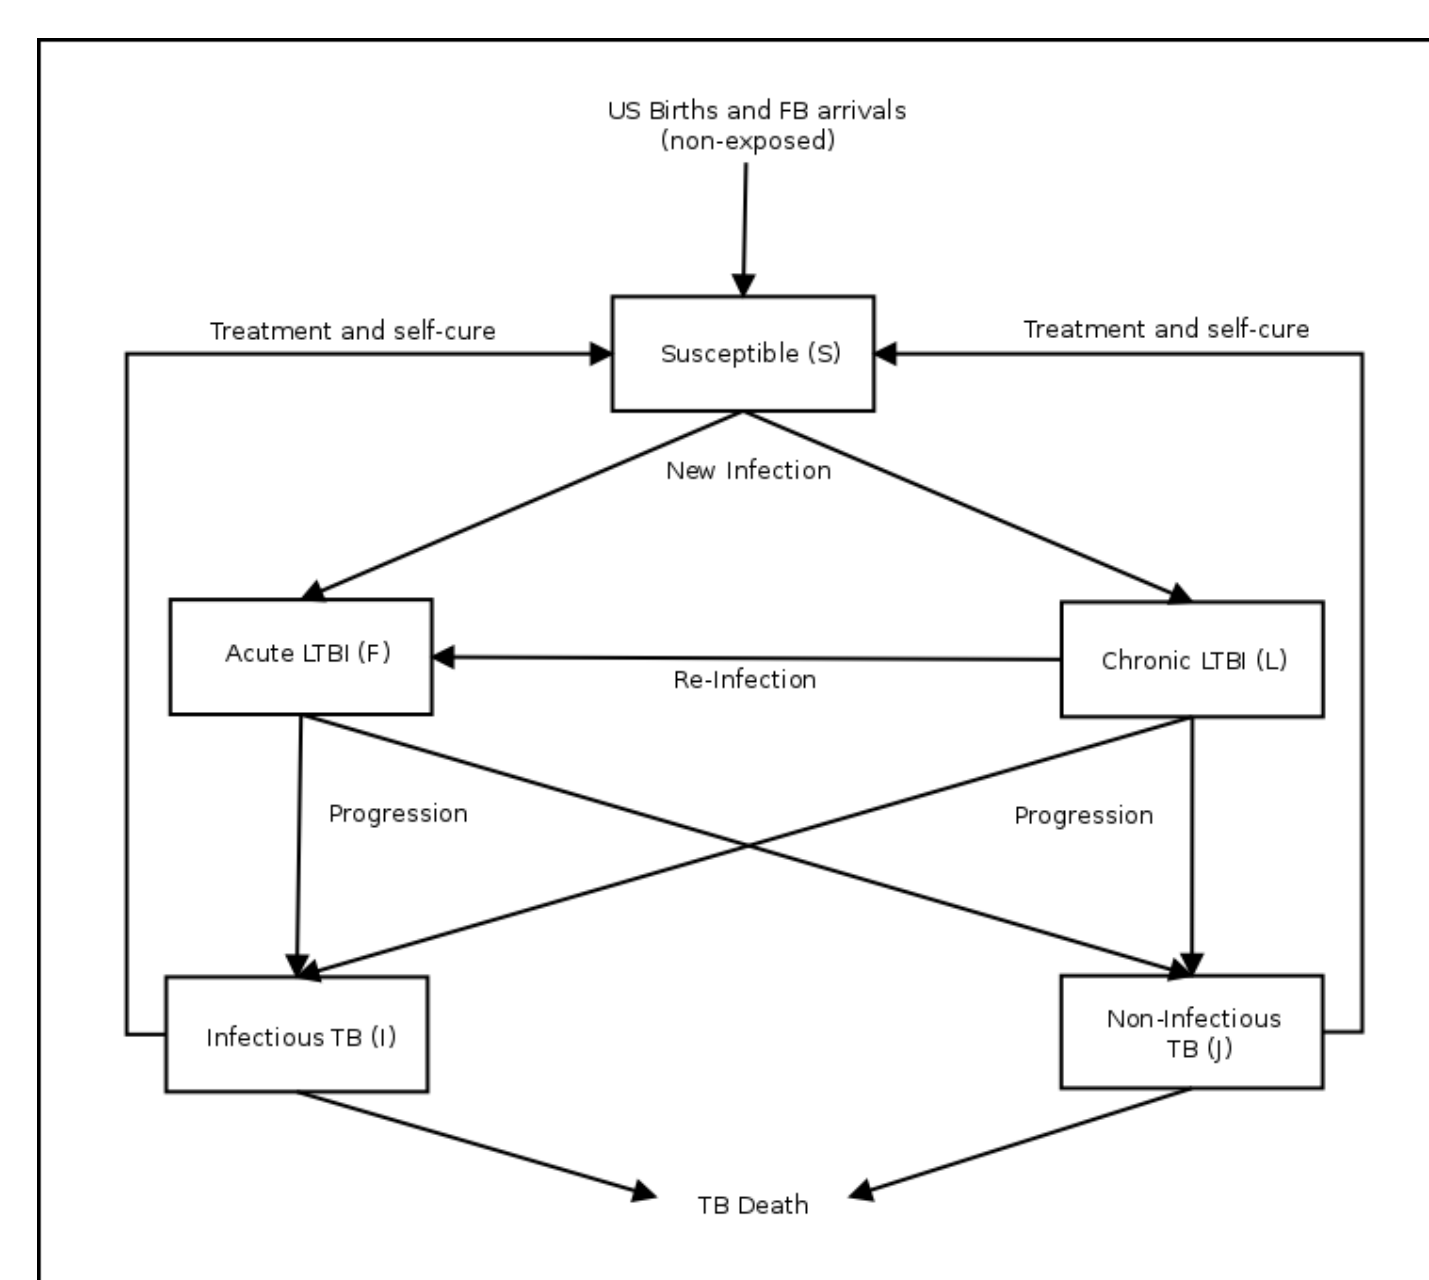 US Births and FB arrivals
(non-exposed)
Treatment and self-cure
Treatment and self-cure
Susceptible (S)
New Infection
Acute LTBI (F)
Chronic LTBI (L)
Re-Infection
Progression
Progression
Infectious TB (I)
Non-Infectious
TB (J)
TB Death